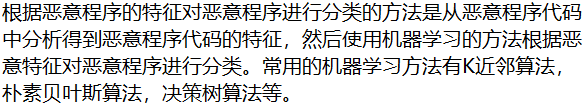 根据恶意程序的特征对恶意程序进行分类的方法是从恶意程序代码
中分析得到恶意程序代码的特征，然后使用机器学习的方法根据恶
意特征对恶意程序进行分类。常用的机器学习方法有K近邻算法，
朴素贝叶斯算法，决策树算法等。